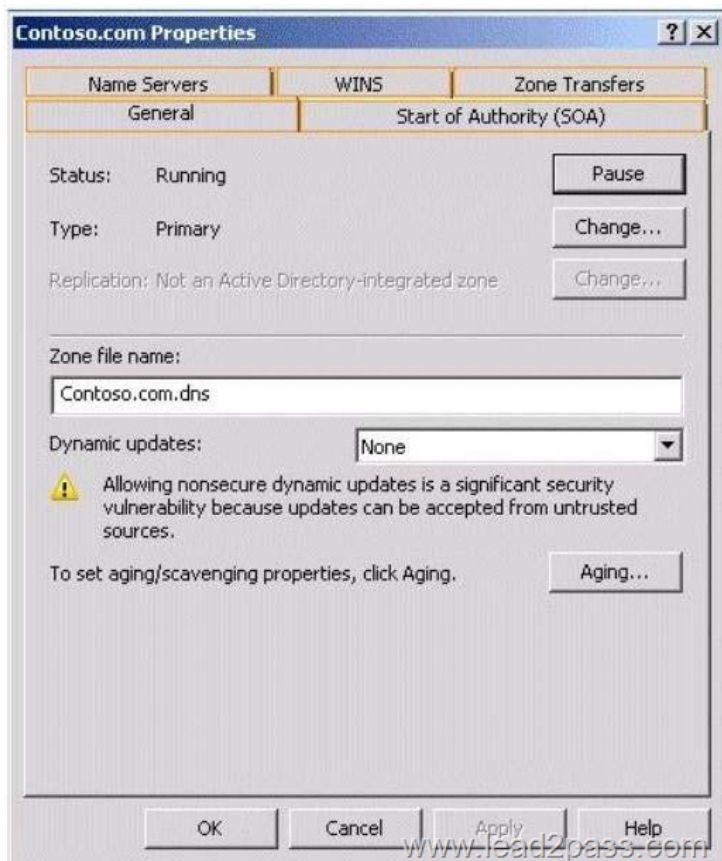 Contoso.com Properties
Name Servers WINS Zone Transfers
General Start of Authority (SOA)
Status: Running Pause
Type: Primary Change...
Replication: Not an Active Directory-integrated zone Change...
Zone file name:
Contoso.com.dns
Dynamic updates: None
Allowing nonsecure dynamic updates is a significant security
vulnerability because updates can be accepted from untrusted
sources.
To set aging/scavenging properties, click Aging. Aging...
OK Cancel Apply Help
www.lead2pass.com